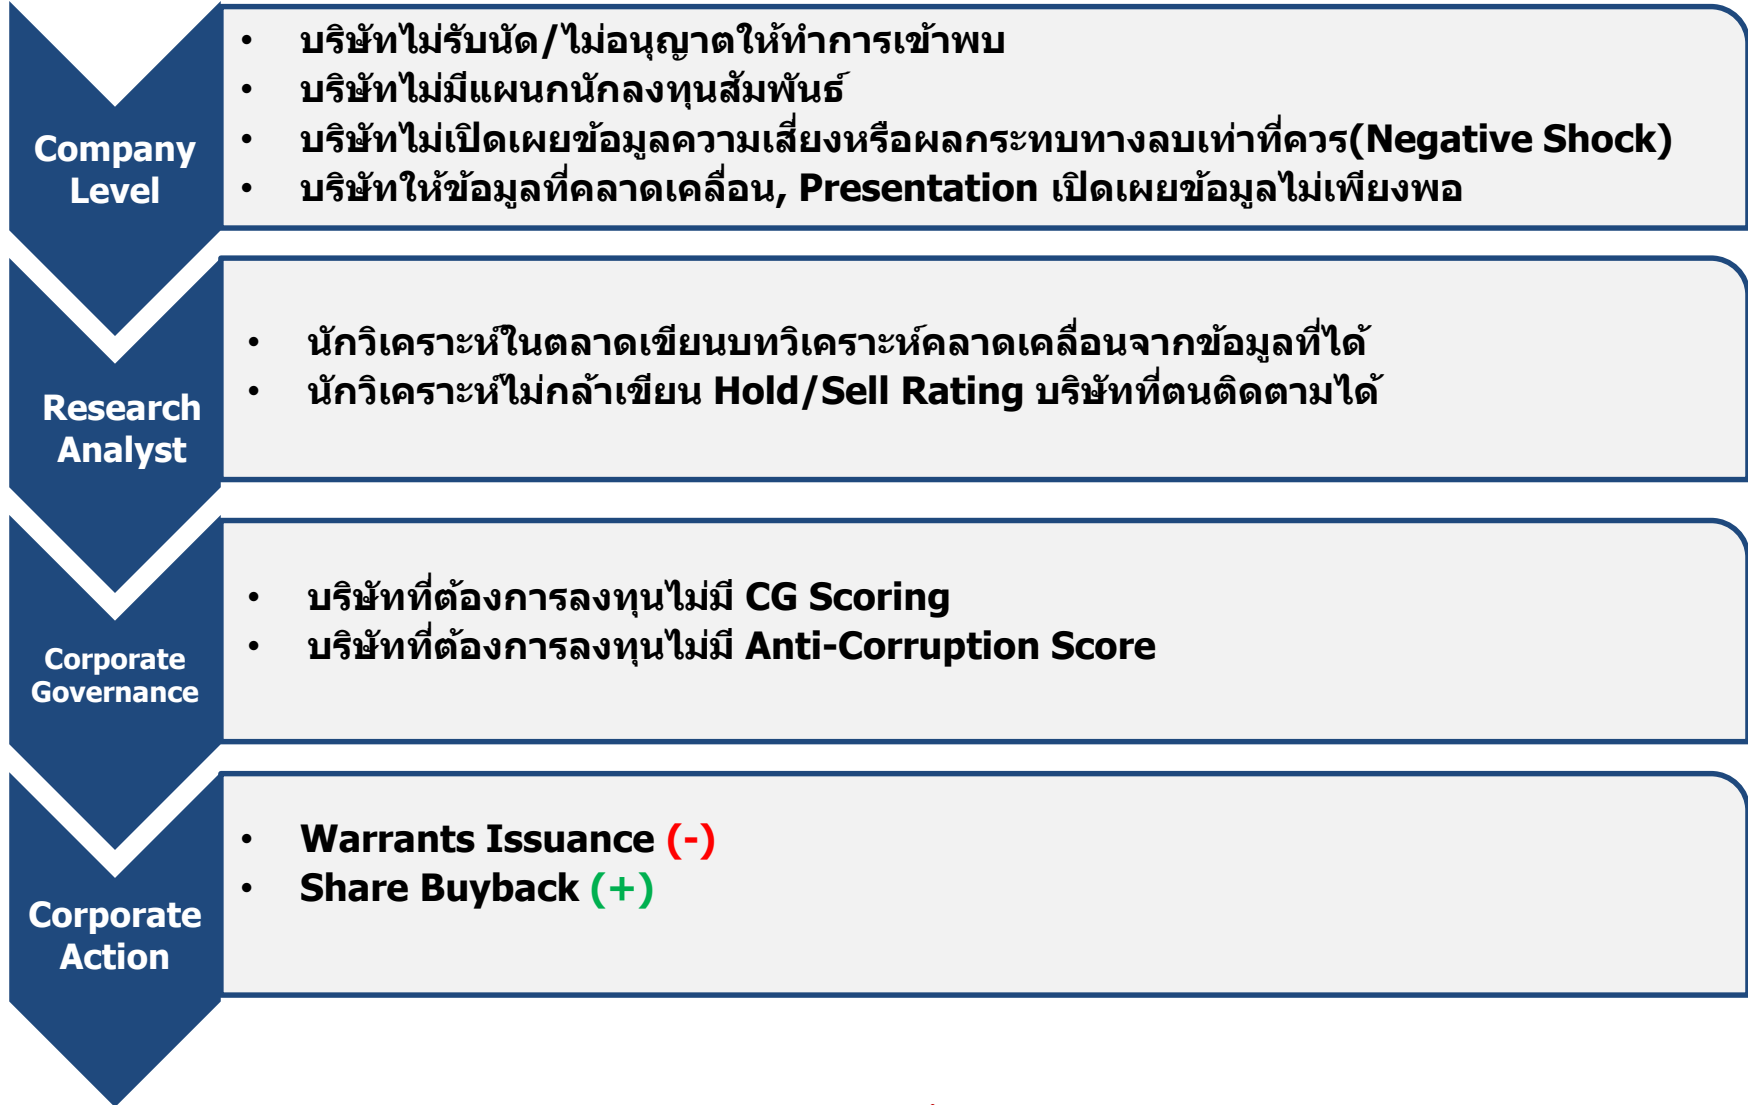 Company
Level
• บริษัทไม่รับนัด/ไม่อนุญาตให้ทำการเข้าพบ
• บริษัทไม่มีแผนกนักลงทุนสัมพันธ์
• บริษัทไม่เปิดเผยข้อมูลความเสี่ยงหรือผลกระทบทางลบเท่าที่ควร(Negative Shock)
• บริษัทให้ข้อมูลที่คลาดเคลื่อน, Presentation เปิดเผยข้อมูลไม่เพียงพอ
Research
Analyst
• นักวิเคราะห์ในตลาดเขียนบทวิเคราะห์คลาดเคลื่อนจากข้อมูลที่ได้
• นักวิเคราะห์ไม่กล้าเขียน Hold/Sell Rating บริษัทที่ตนติดตามได้
Corporate
Governance
• บริษัทที่ต้องการลงทุนไม่มี CG Scoring
• บริษัทที่ต้องการลงทุนไม่มี Anti-Corruption Score
Corporate
Action
• Warrants Issuance (-)
• Share Buyback (+)